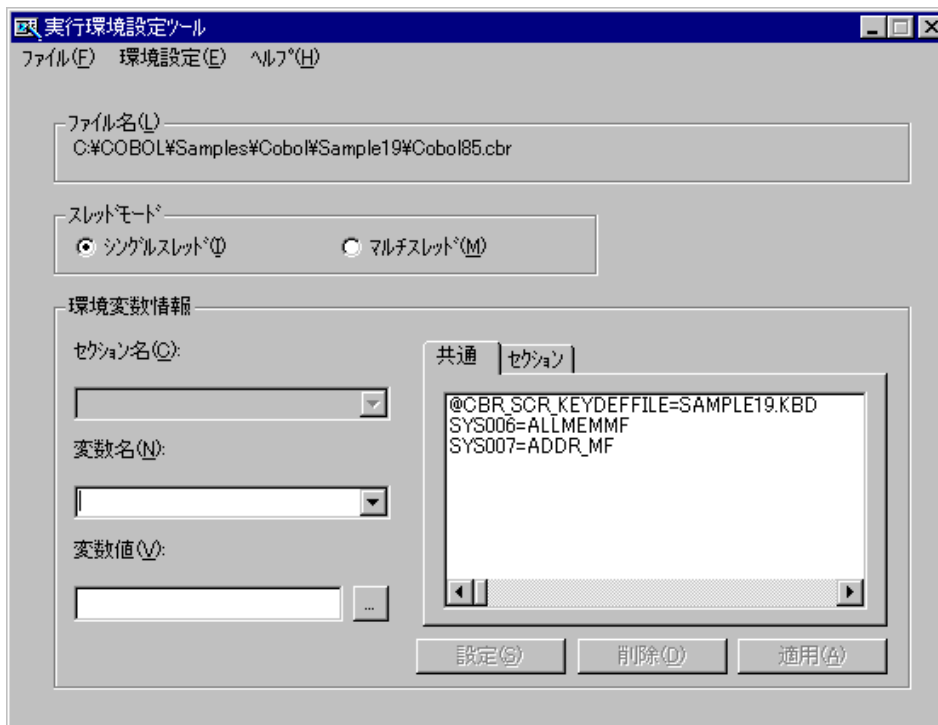 実行環境設定ツール
ファイル(F) 環境設定(E) ヘルプ(H)
ファイル名(L)
C:¥COBOL¥Samples¥Cobol¥Sample19¥Cobol85.cbr
スレッドモード
シングルスレッド(I) マルチスレッド(M)
環境変数情報
セクション名(C):
共通 セクション
@CBR_SCR_KEYDEFFILE=SAMPLE19.KBD
SYS006=ALLMEMMF
SYS007=ADDR_MF
変数名(N):
変数値(V):
...
設定(S) 削除(D) 適用(A)